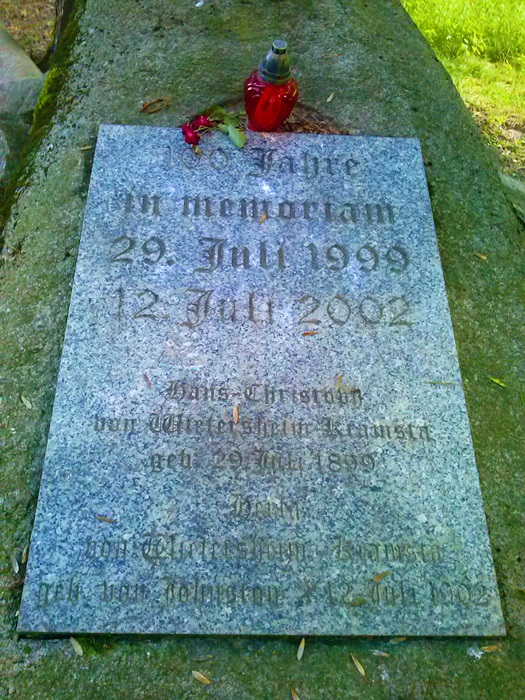 100 Jahre
in memoriam
29. Juli 1999
12. Juli 2002
Hans-Christoph
von Wietersheim-Kramsta
geb. 29. Juli 1899
Herta
von Wietersheim-Kramsta
geb. von Johnston * 12. Juli 1902